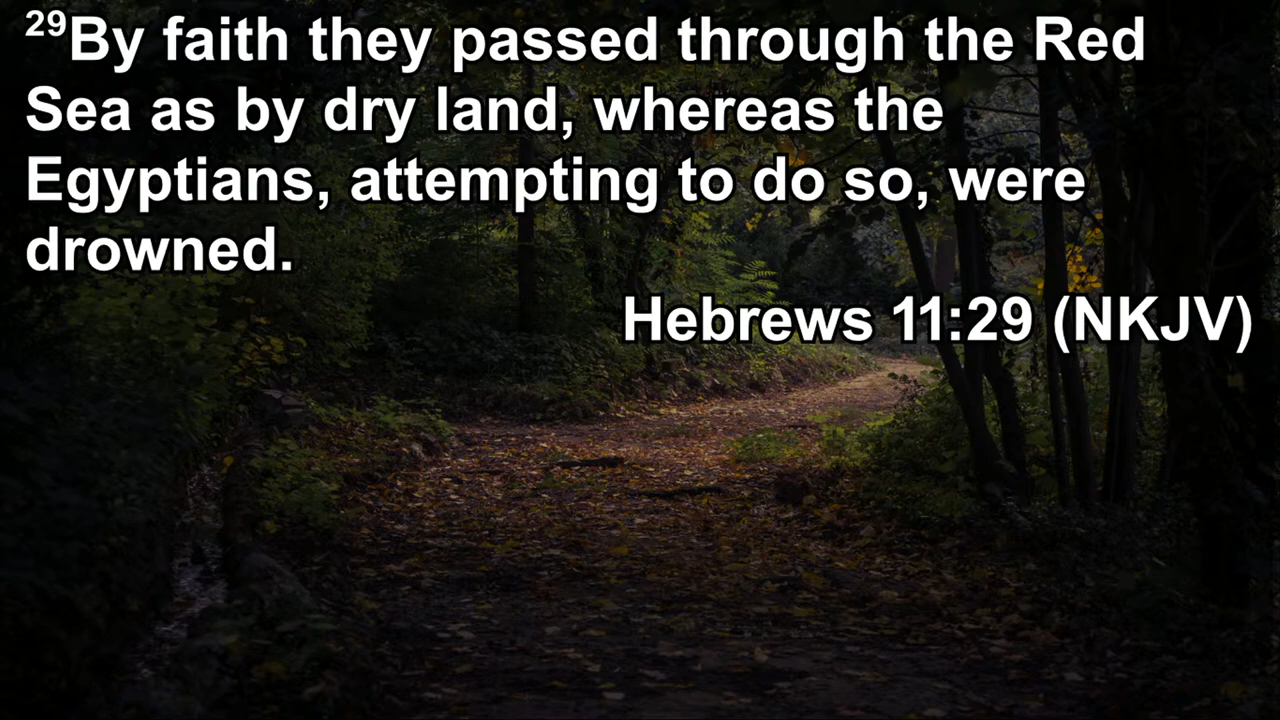 29By faith they passed through the Red
Sea as by dry land, whereas the
Egyptians, attempting to do so, were
drowned.
Hebrews 11:29 (NKJV)